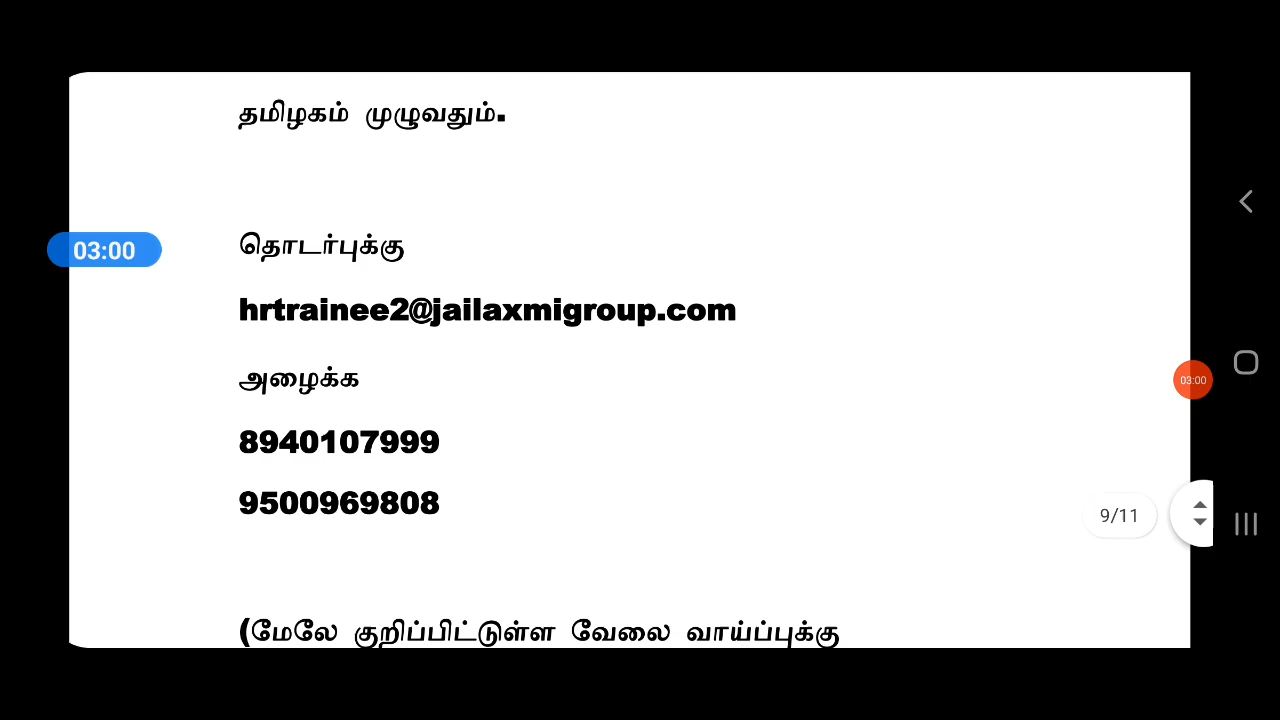 தமிழகம் முழுவதும்.
தொடர்புக்கு
03:00
hrtrainee2@jailaxmigroup.com
அழைக்க
03:00
8940107999
9500969808
9/11
(மேலே குறிப்பிட்டுள்ள வேலை வாய்ப்புக்கு